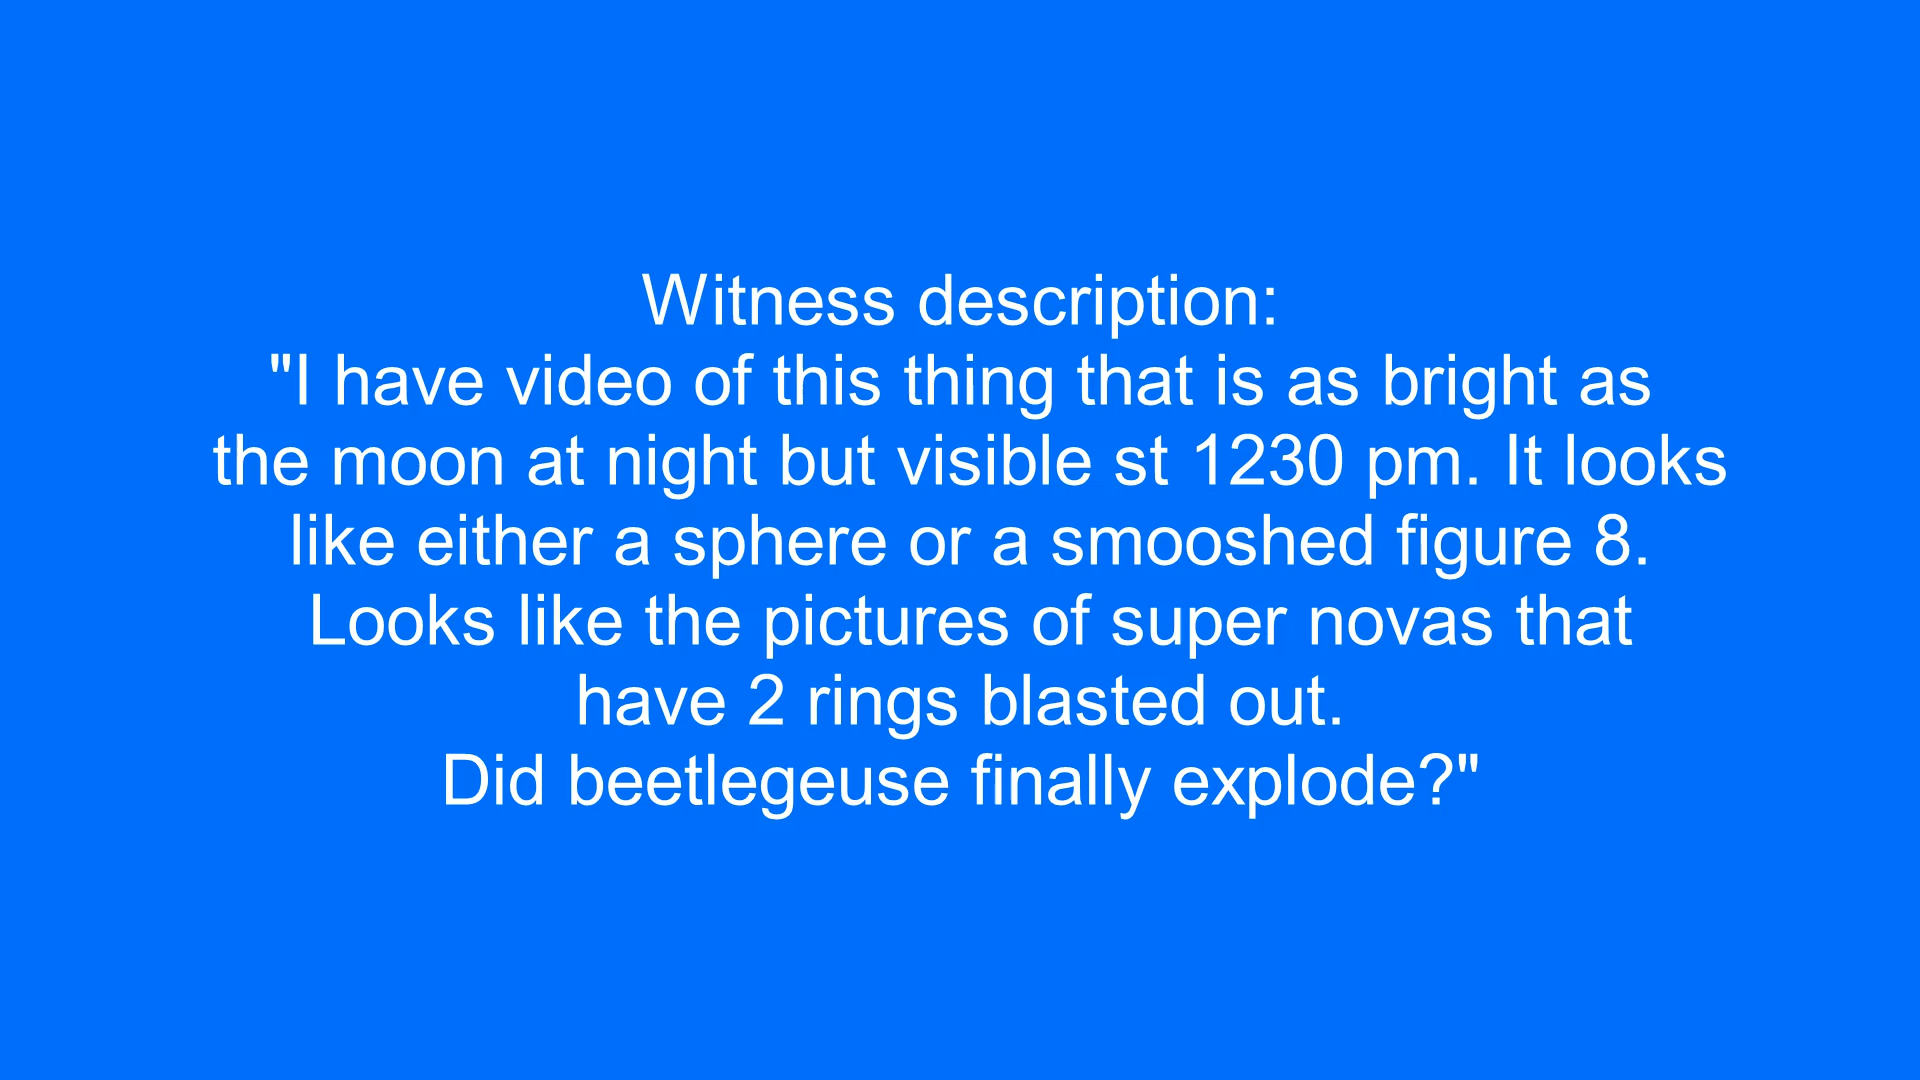 Witness description:
"I have video of this thing that is as bright as
the moon at night but visible st 1230 pm. It looks
like either a sphere or a smooshed figure 8.
Looks like the pictures of super novas that
have 2 rings blasted out.
Did beetlegeuse finally explode?"